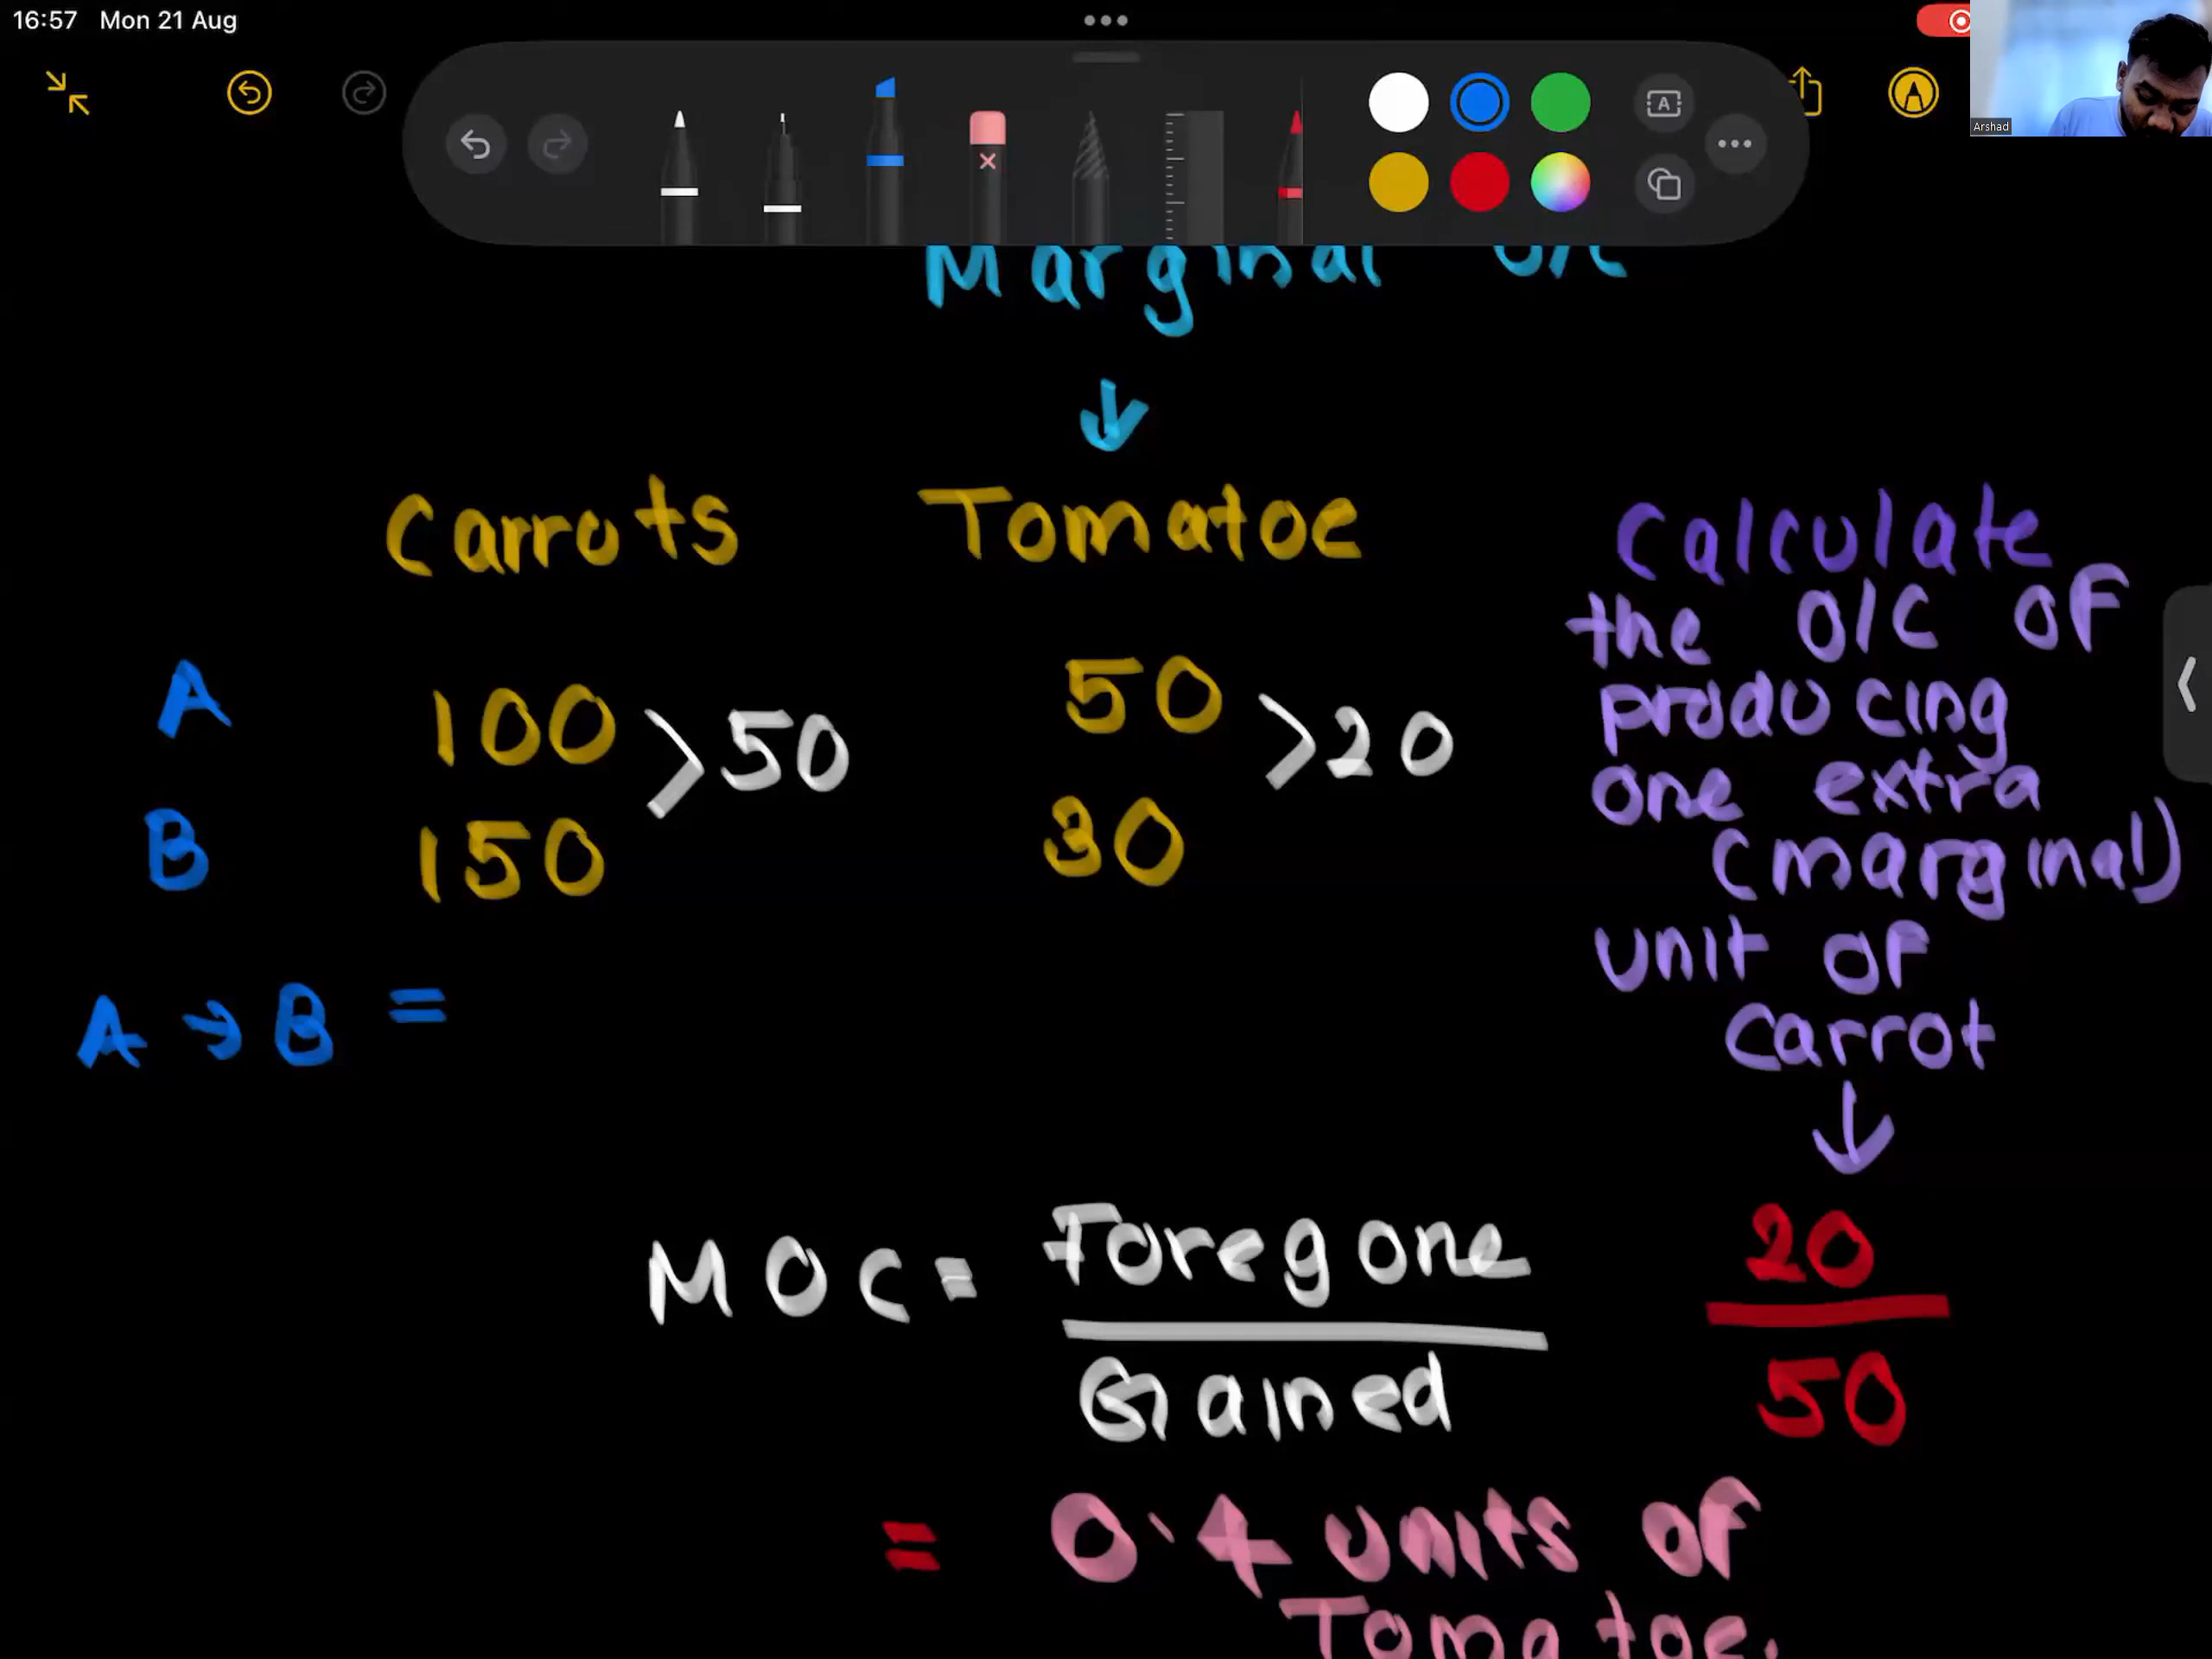 16:57 Mon 21 Aug
A
Arshad
Marginal O/C
↓
Carrots Tomatoe
A 100 >50 50 >20
B 150 30
A → B =
Calculate
the O/C of
producing
one extra
(marginal)
unit of
carrot
↓
MOC = Foregone
Gained
20
50
= 0.4 units of
Tomatoe.